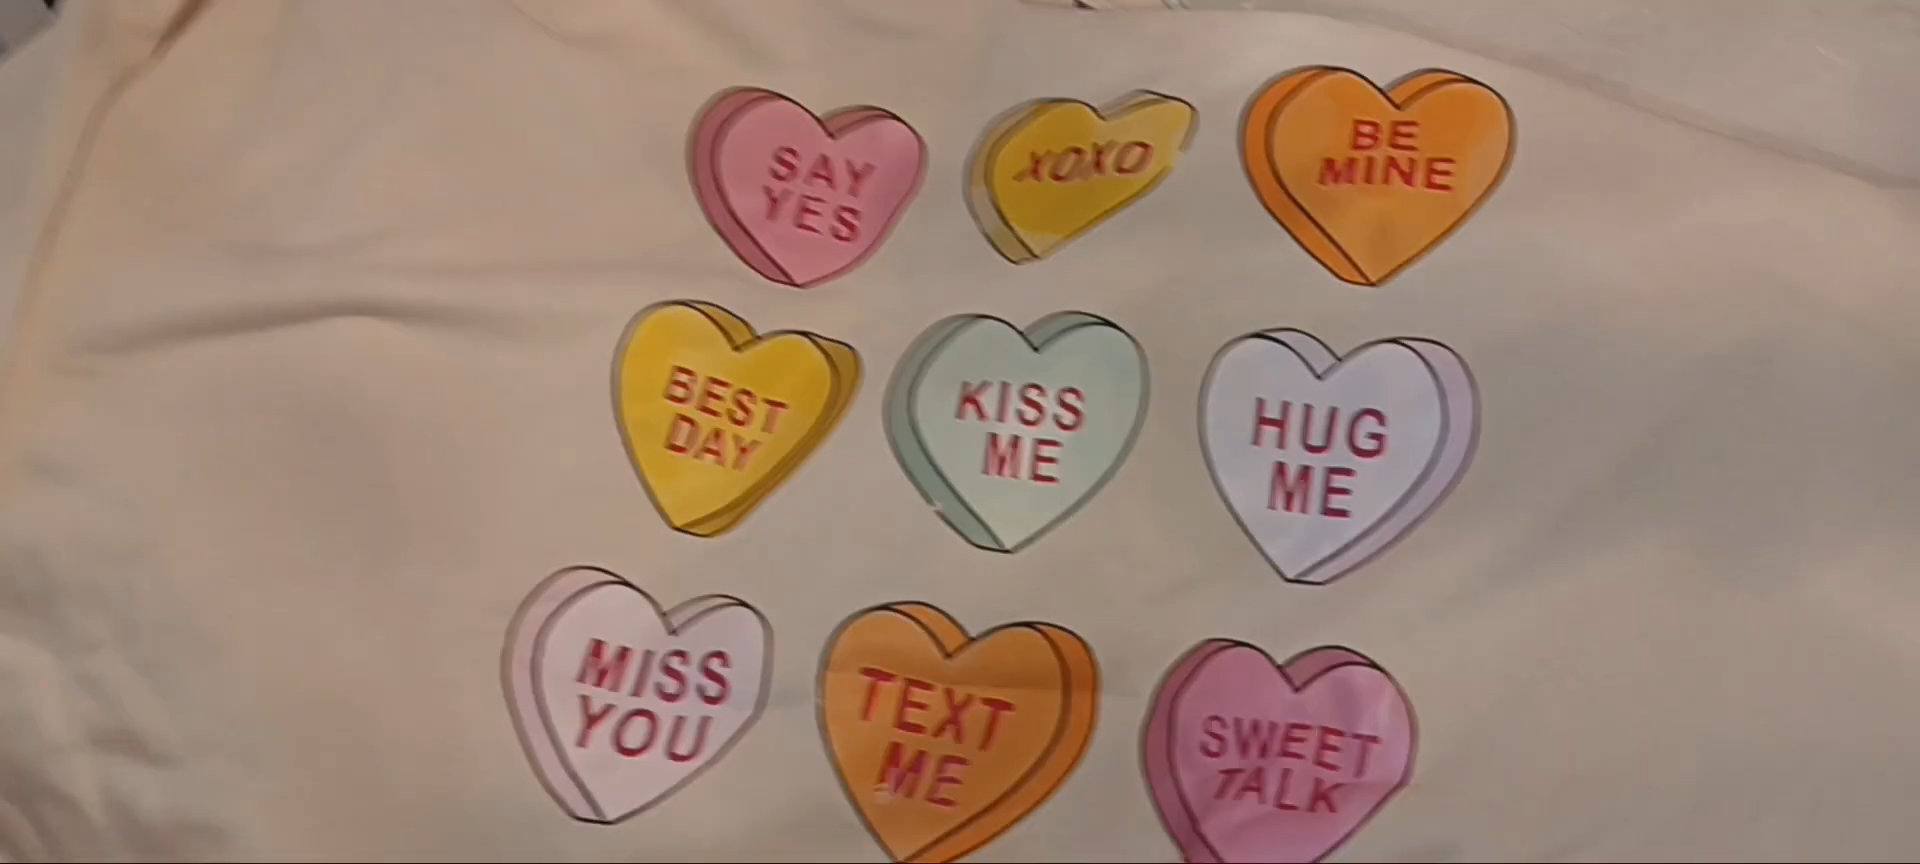 SAY
YES
XOXO
BE
MINE
BEST
DAY
KISS
ME
HUG
ME
MISS
YOU
TEXT
ME
SWEET
TALK